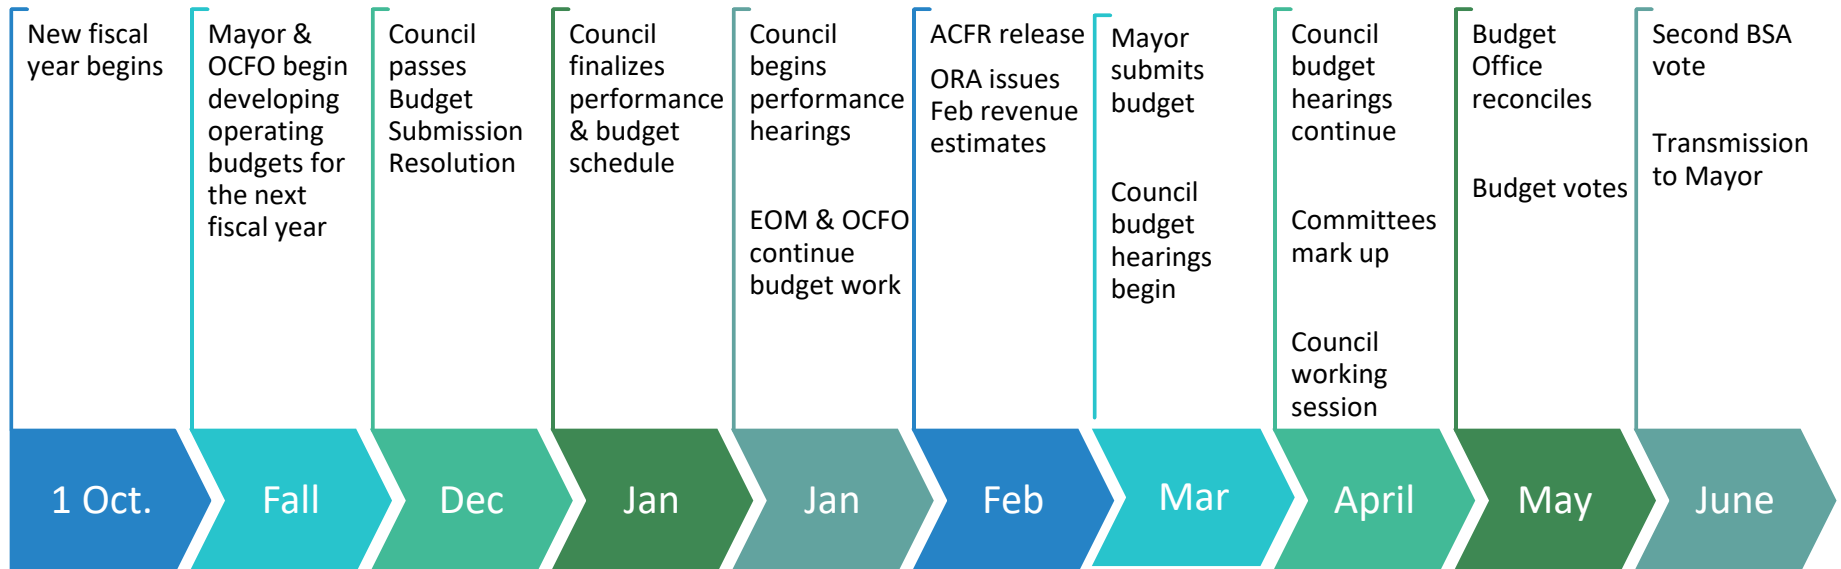 New fiscal
year begins
Mayor &
OCFO begin
developing
operating
budgets for
the next
fiscal year
Council
passes
Budget
Submission
Resolution
Council
finalizes
performance
& budget
schedule
Council
begins
performance
hearings
EOM & OCFO
continue
budget work
ACFR release
ORA issues
Feb revenue
estimates
Mayor
submits
budget
Council
budget
hearings
begin
Council
budget
hearings
continue
Committees
mark up
Council
working
session
Budget
Office
reconciles
Budget votes
Second BSA
vote
Transmission
to Mayor
1 Oct.
Fall
Dec
Jan
Jan
Feb
Mar
April
May
June